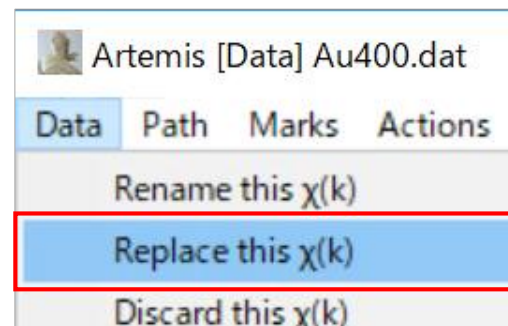 Artemis [Data] Au400.dat
Data Path Marks Actions
Rename this χ(k)
Replace this χ(k)
Discard this χ(k)